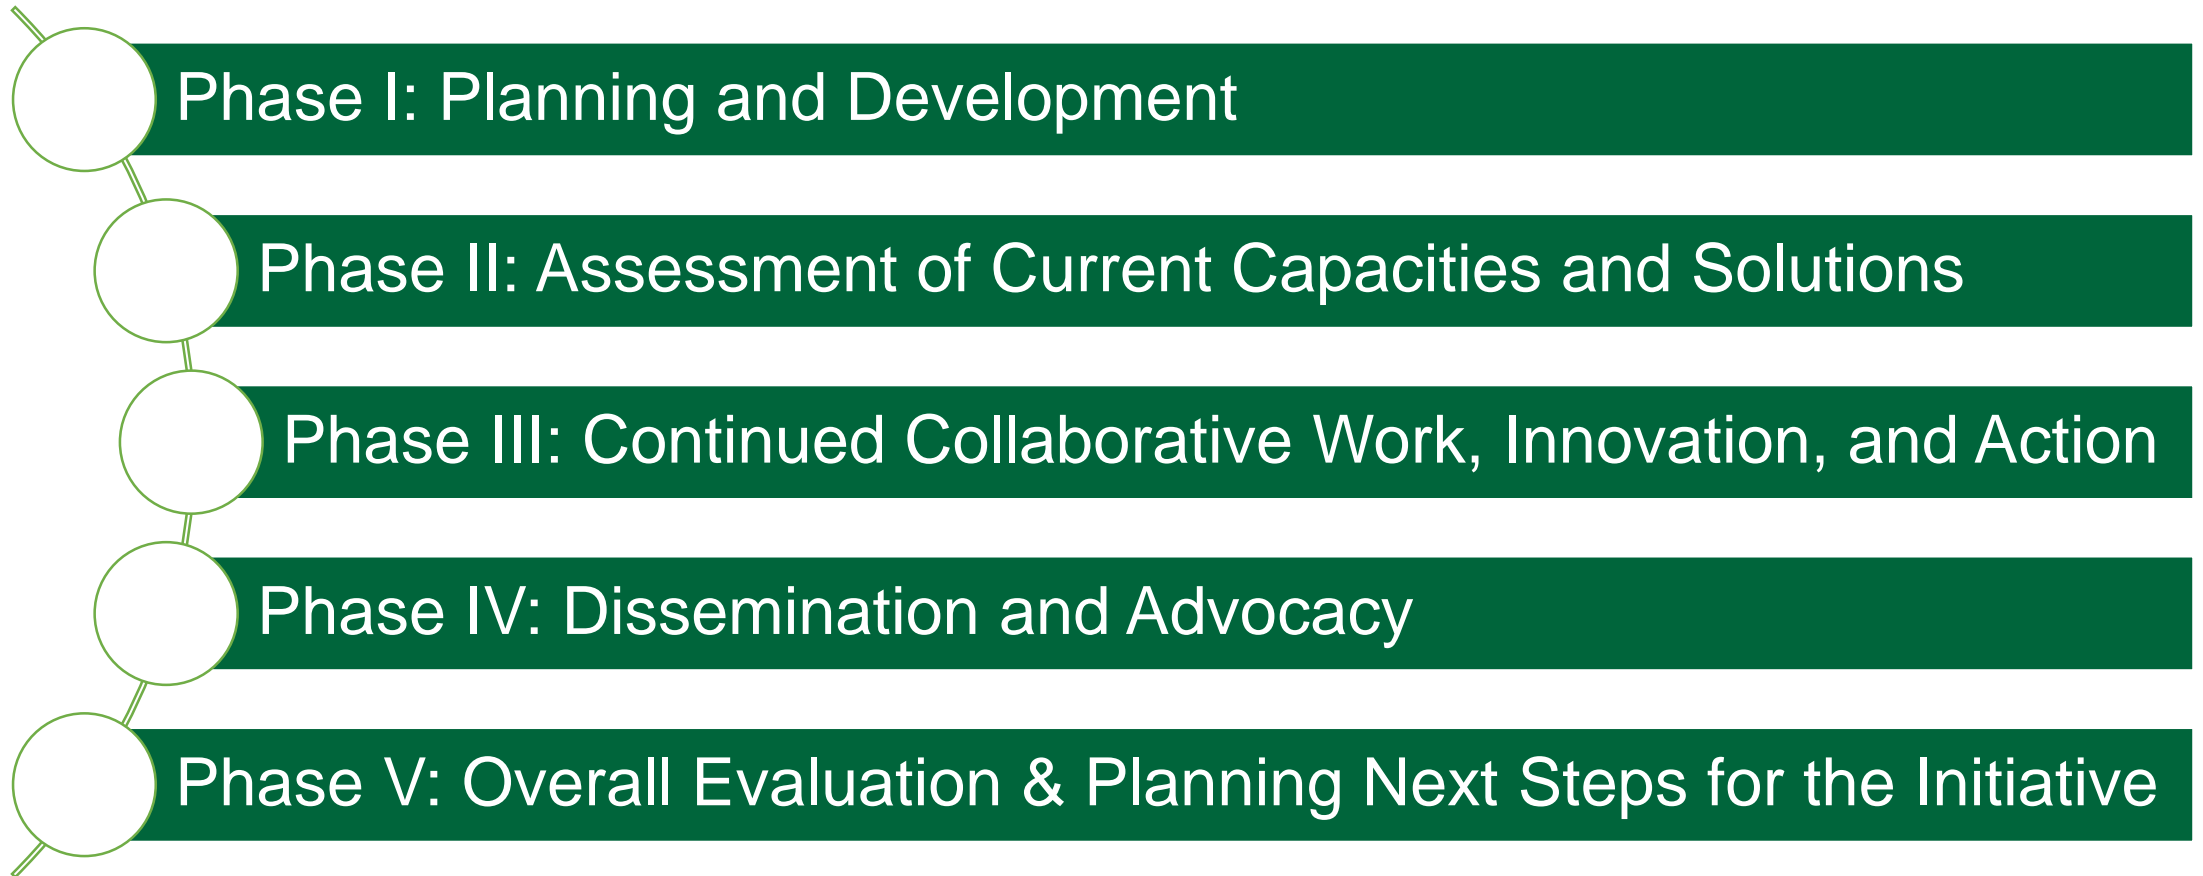 Phase I: Planning and Development
Phase II: Assessment of Current Capacities and Solutions
Phase III: Continued Collaborative Work, Innovation, and Action
Phase IV: Dissemination and Advocacy
Phase V: Overall Evaluation & Planning Next Steps for the Initiative